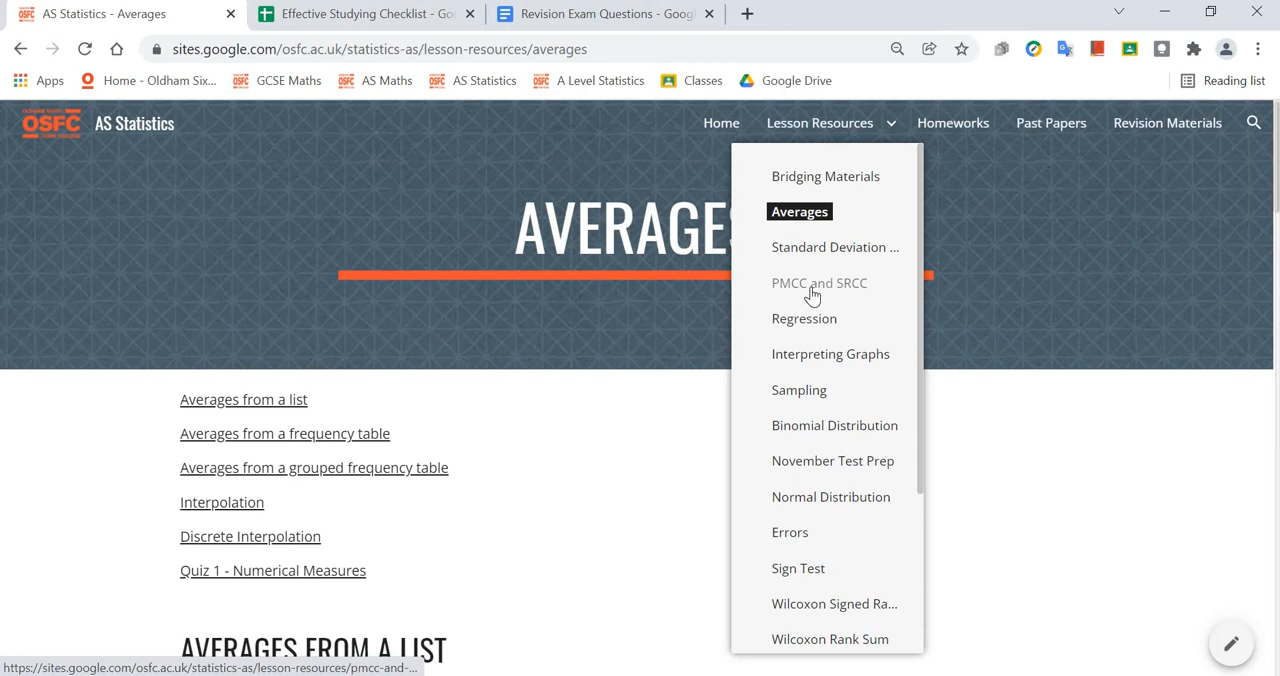 AS Statistics - Averages
Effective Studying Checklist - Go
Revision Exam Questions - Googl
sites.google.com/osfc.ac.uk/statistics-as/lesson-resources/averages
Apps
Home - Oldham Six...
GCSE Maths
AS Maths
AS Statistics
A Level Statistics
Classes
Google Drive
Reading list
OSFC
AS Statistics
Home
Lesson Resources
Homeworks
Past Papers
Revision Materials
AVERAGES
Bridging Materials
Averages
Standard Deviation ...
PMCC and SRCC
Regression
Interpreting Graphs
Sampling
Binomial Distribution
November Test Prep
Normal Distribution
Errors
Sign Test
Wilcoxon Signed Ra...
Wilcoxon Rank Sum
Averages from a list
Averages from a frequency table
Averages from a grouped frequency table
Interpolation
Discrete Interpolation
Quiz 1 - Numerical Measures
AVERAGES FROM A LIST
https://sites.google.com/osfc.ac.uk/statistics-as/lesson-resources/pmcc-and-...